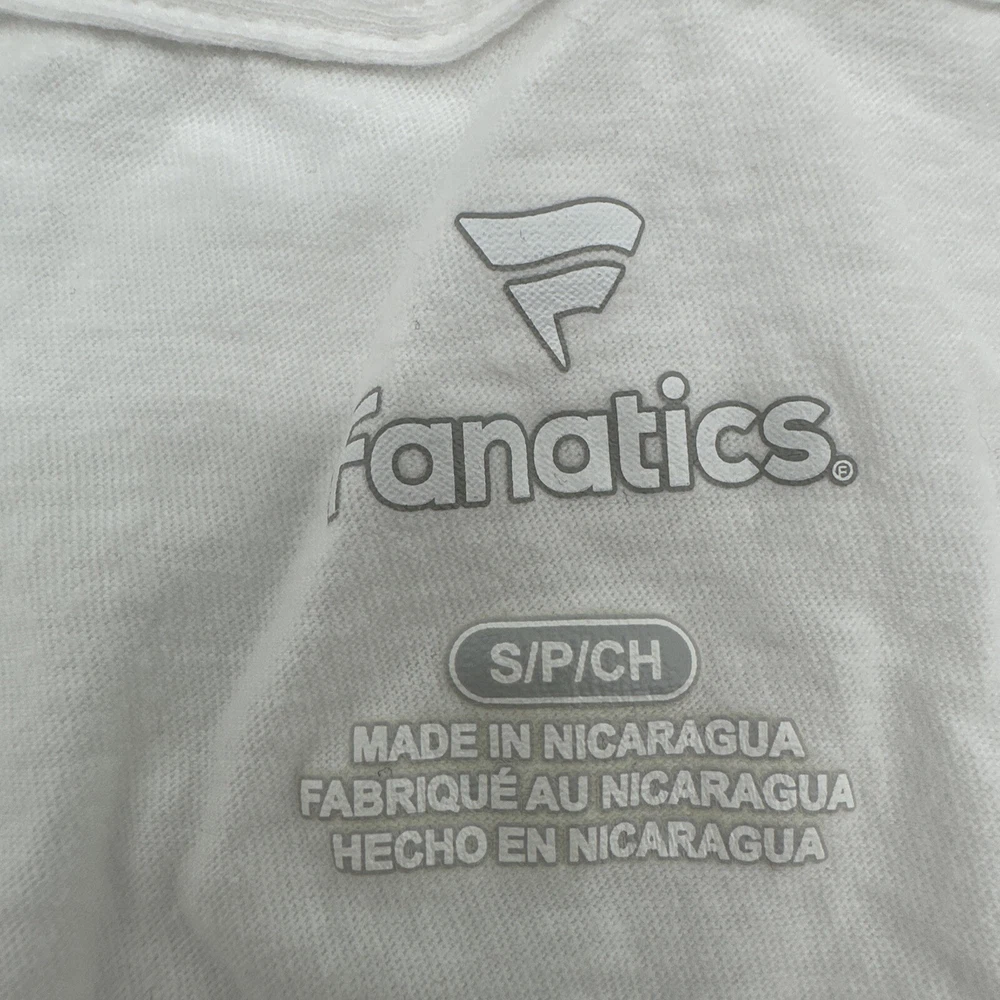 Fanatics®
S/P/CH
MADE IN NICARAGUA
FABRIQUÉ AU NICARAGUA
HECHO EN NICARAGUA